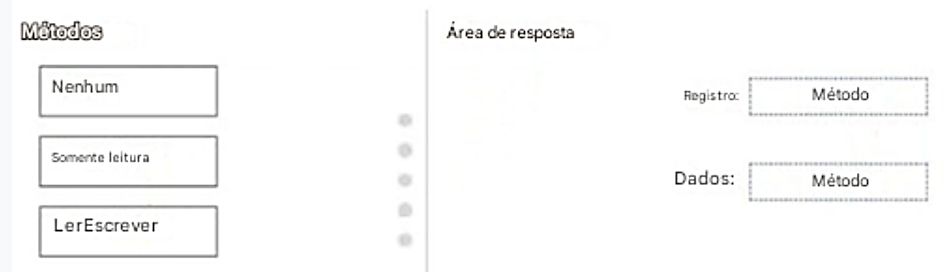 Métodos
Nenhum
Somente leitura
LerEscrever
Área de resposta
Registro: Método
Dados: Método